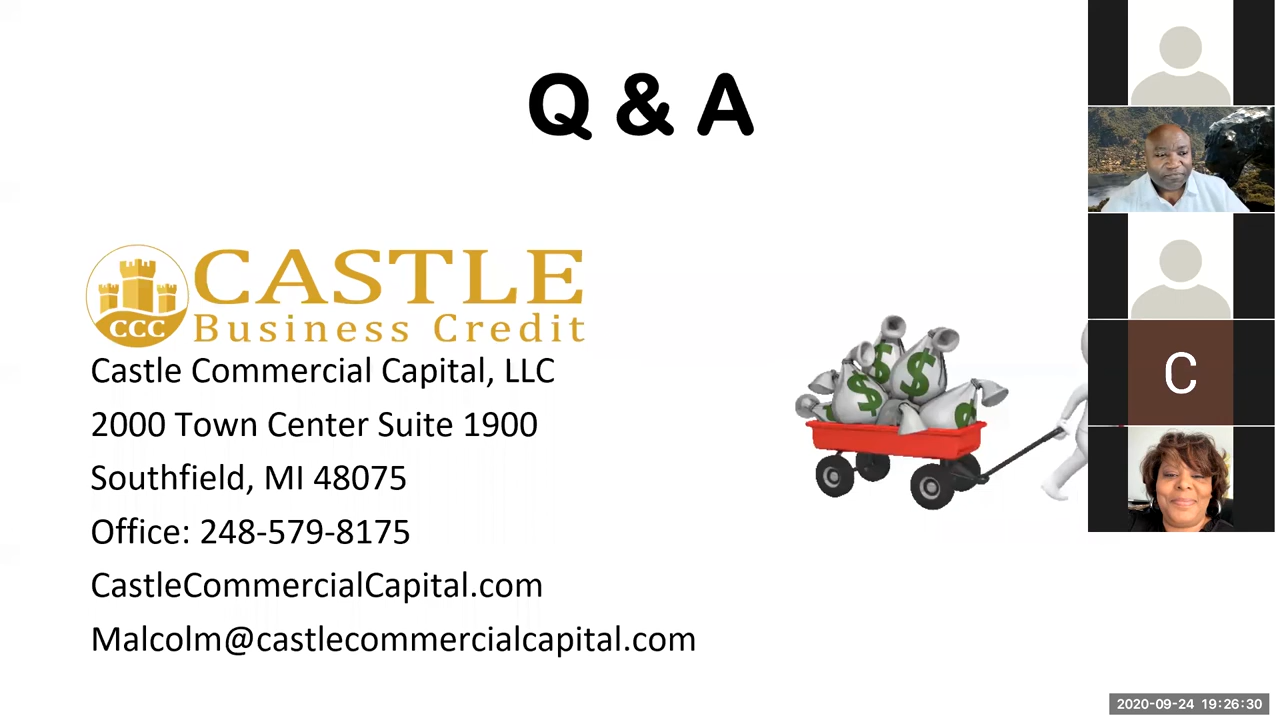 Q & A
CASTLE
Business Credit
CCC
Castle Commercial Capital, LLC
2000 Town Center Suite 1900
Southfield, MI 48075
Office: 248-579-8175
CastleCommercialCapital.com
Malcolm@castlecommercialcapital.com
$ $ $ $
C
2020-09-24 19:26:30